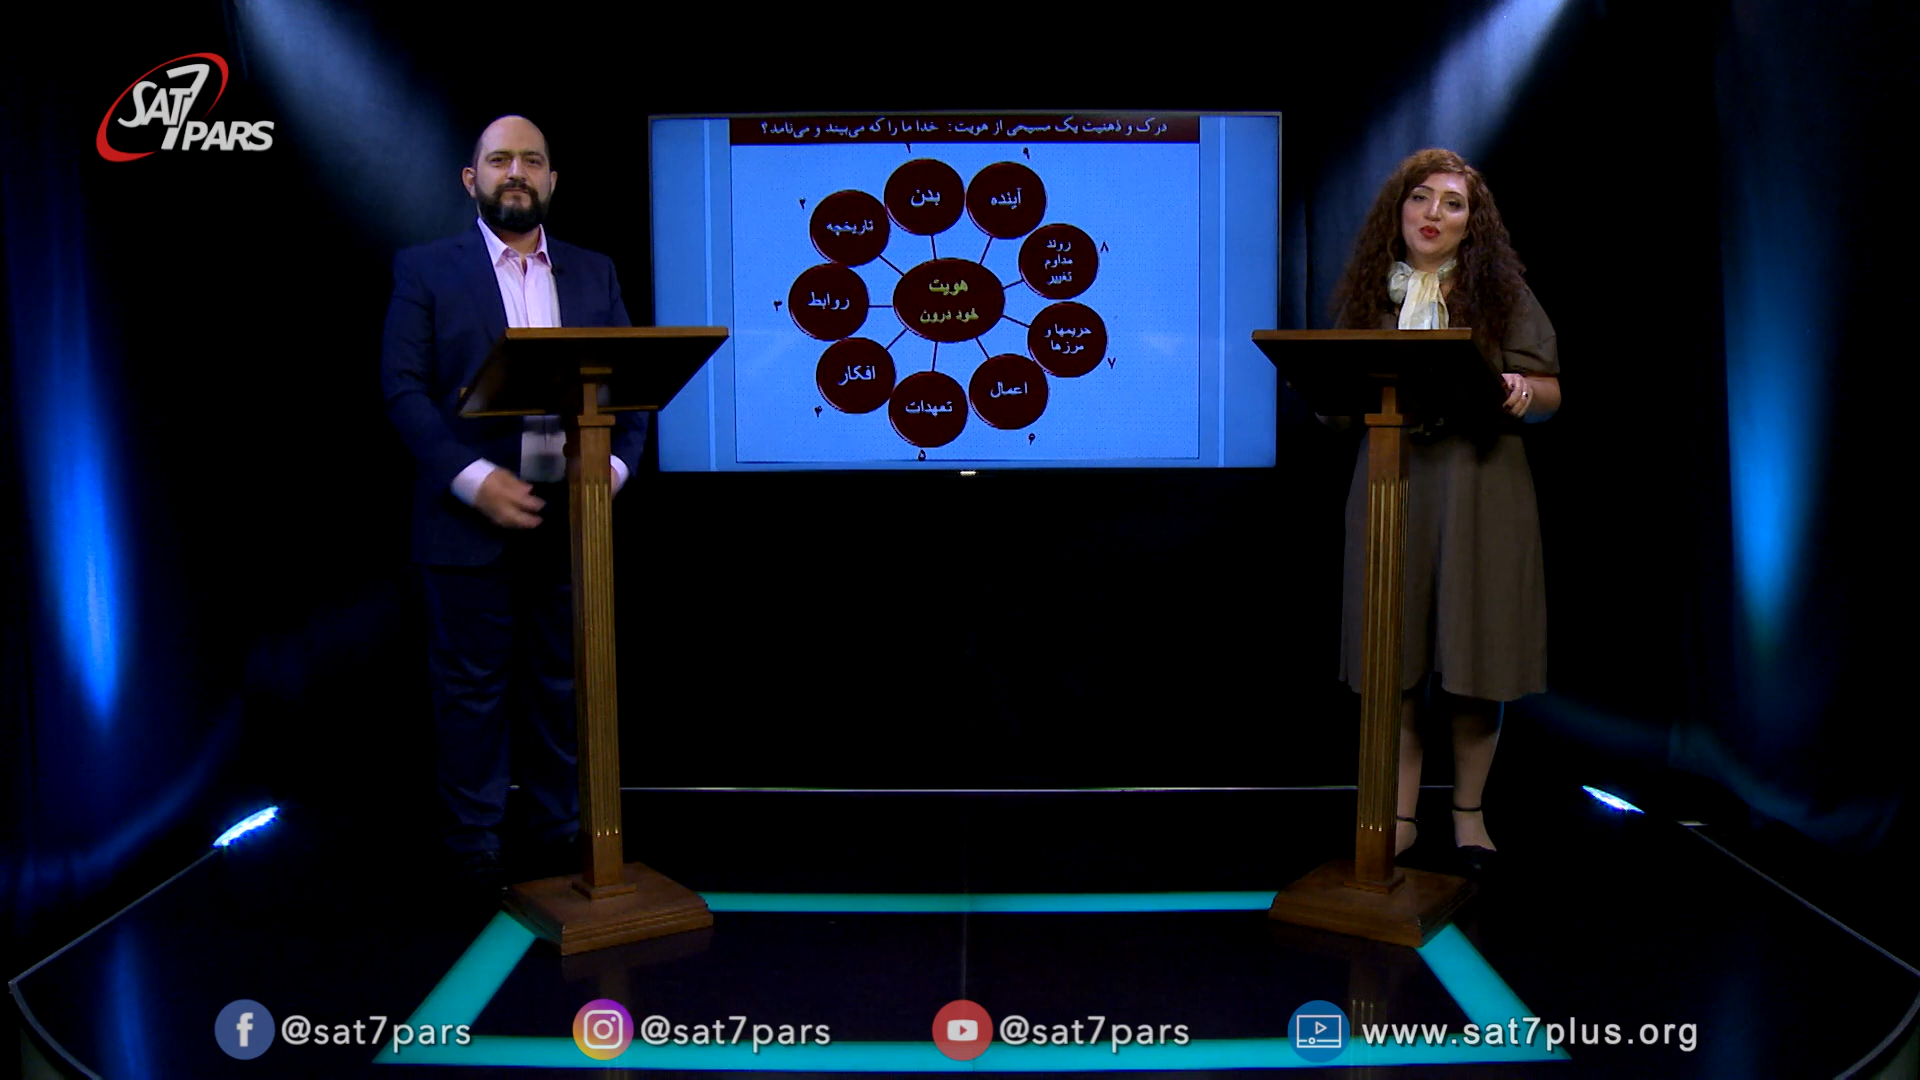 SAT7
PARS
درک و ذهنیت یک مسیحی از هویت: خدا ما را که می‌بیند و می‌نامد؟
۱
بدن
۲
تاریخچه
۳
روابط
۴
افکار
۵
تعهدات
۶
اعمال
۷
حریمها و
مرزها
۸
روند
مداوم
تغییر
۹
آینده
هویت
خود درون
@sat7pars
@sat7pars
@sat7pars
www.sat7plus.org